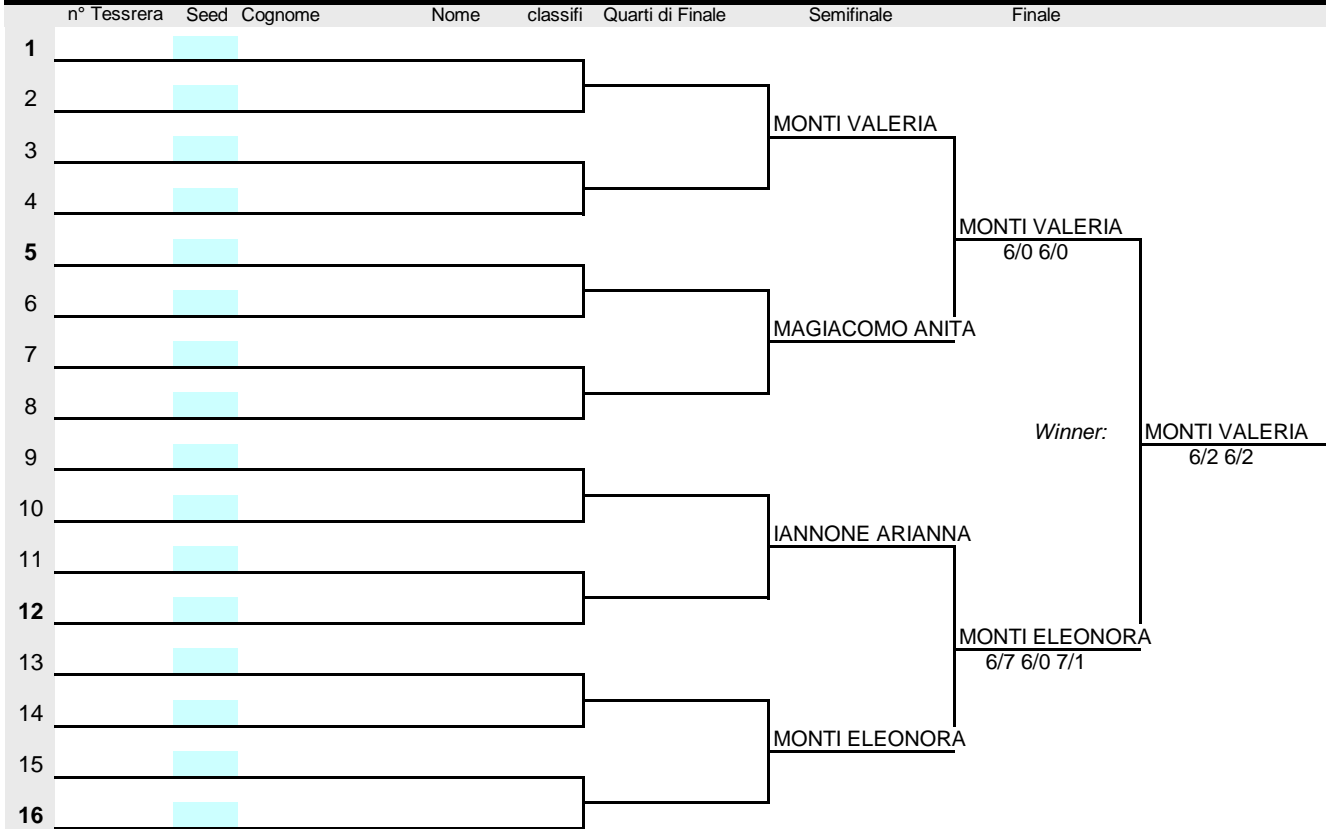 n° Tessrera Seed Cognome Nome classifi Quarti di Finale Semifinale Finale
1
2
MONTI VALERIA
3
4
MONTI VALERIA
5
6/0 6/0
6
MAGIACOMO ANITA
7
8
Winner: MONTI VALERIA
9
6/2 6/2
10
IANNONE ARIANNA
11
12
MONTI ELEONORA
13
6/7 6/0 7/1
14
MONTI ELEONORA
15
16